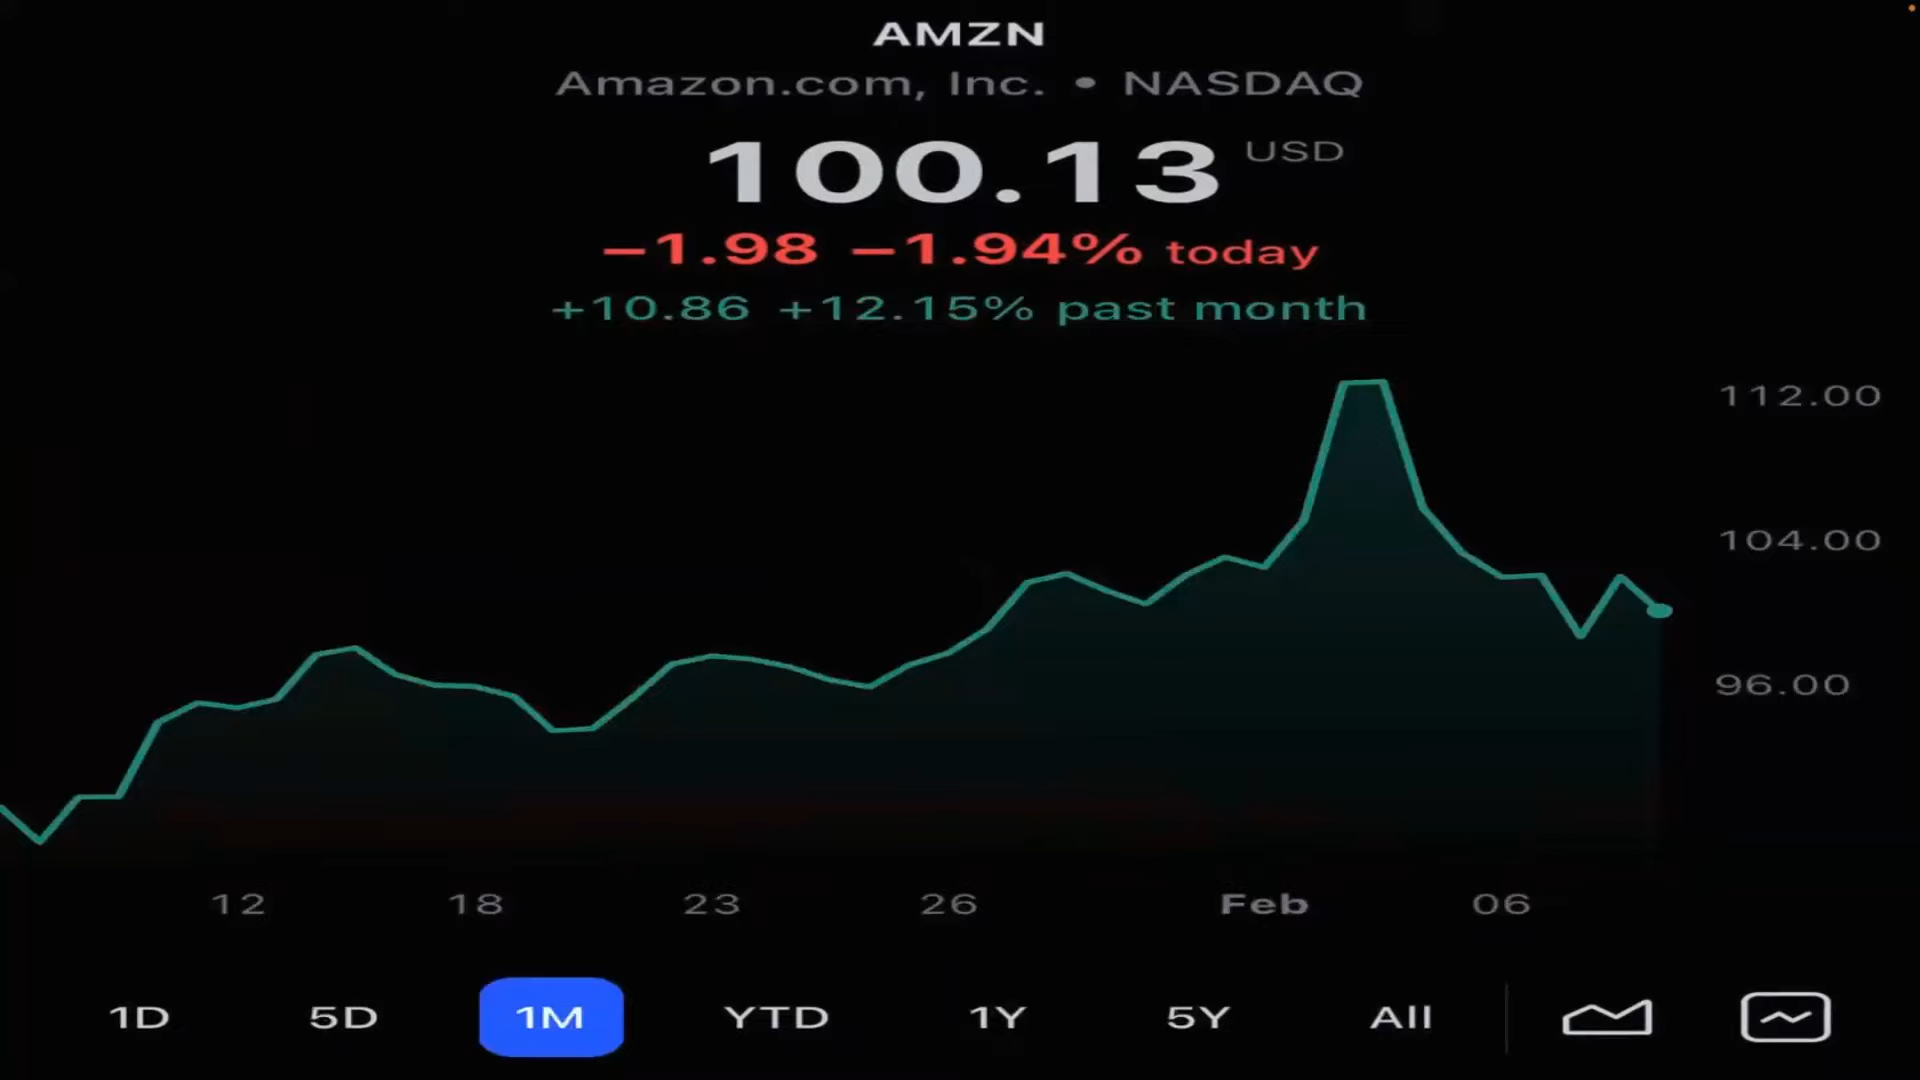 AMZN
Amazon.com, Inc. • NASDAQ
100.13 USD
−1.98 −1.94% today
+10.86 +12.15% past month
112.00
104.00
96.00
12 18 23 26 Feb 06
1D 5D 1M YTD 1Y 5Y All